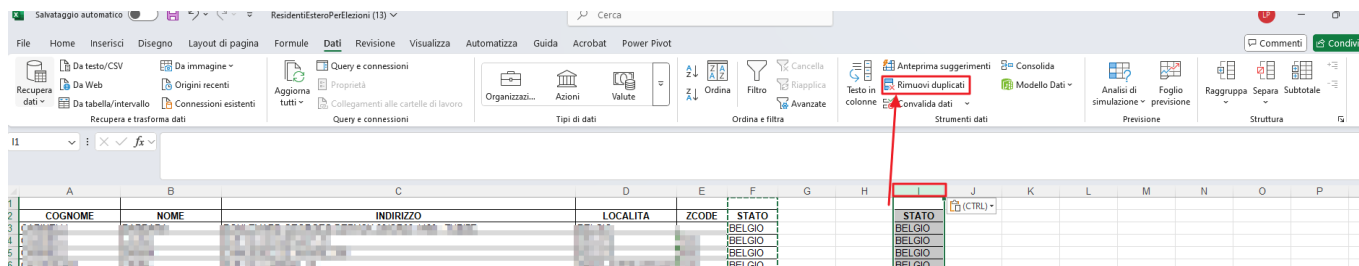 Salvataggio automatico ResidentiEsteroPerElezioni (13) Cerca LP
File Home Inserisci Disegno Layout di pagina Formule Dati Revisione Visualizza Automatizza Guida Acrobat Power Pivot Commenti Condivi
Da testo/CSV Da immagine Query e connessioni Cancella Anteprima suggerimenti Consolida
Recupera dati Da Web Origini recenti Aggiorna tutti Proprietà Organizzazi... Azioni Valute Ordina Filtro Riapplica Testo in colonne Rimuovi duplicati Modello Dati Analisi di simulazione Foglio previsione Raggruppa Separa Subtotale
Da tabella/intervallo Connessioni esistenti Collegamenti alle cartelle di lavoro Avanzate Convalida dati
Recupera e trasforma dati Query e connessioni Tipi di dati Ordina e filtra Strumenti dati Previsione Struttura
I1 fx
A B C D E F G H I J K L M N O P
1
2 COGNOME NOME INDIRIZZO LOCALITA ZCODE STATO STATO (CTRL)
3 BELGIO BELGIO
4 BELGIO BELGIO
5 BELGIO BELGIO
6 BELGIO BELGIO